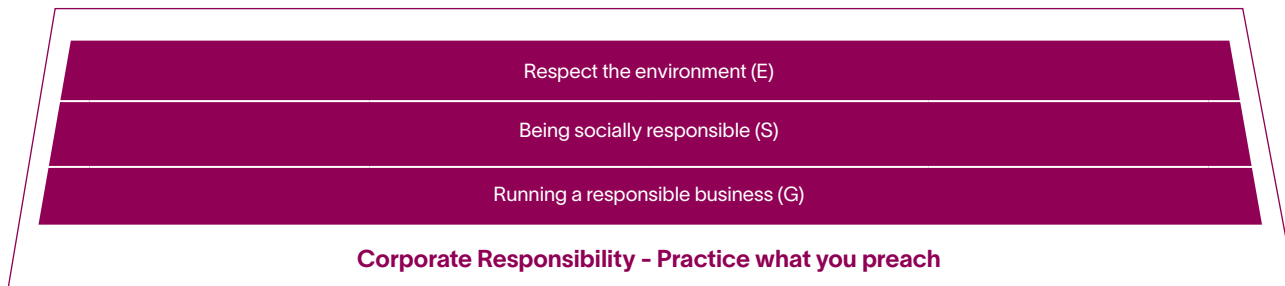 Respect the environment (E)
Being socially responsible (S)
Running a responsible business (G)
Corporate Responsibility - Practice what you preach